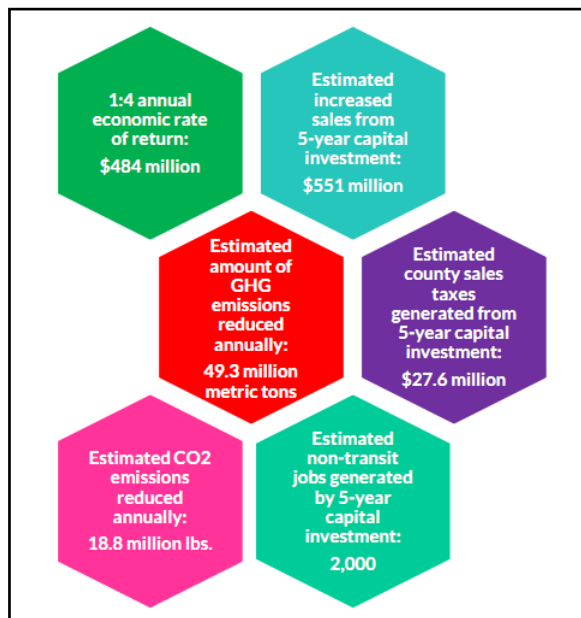 1:4 annual
economic rate
of return:
$484 million
Estimated
increased
sales from
5-year capital
investment:
$551 million
Estimated
amount of
GHG
emissions
reduced
annually:
49.3 million
metric tons
Estimated
county sales
taxes
generated from
5-year capital
investment:
$27.6 million
Estimated CO2
emissions
reduced
annually:
18.8 million lbs.
Estimated
non-transit
jobs generated
by 5-year
capital
investment:
2,000